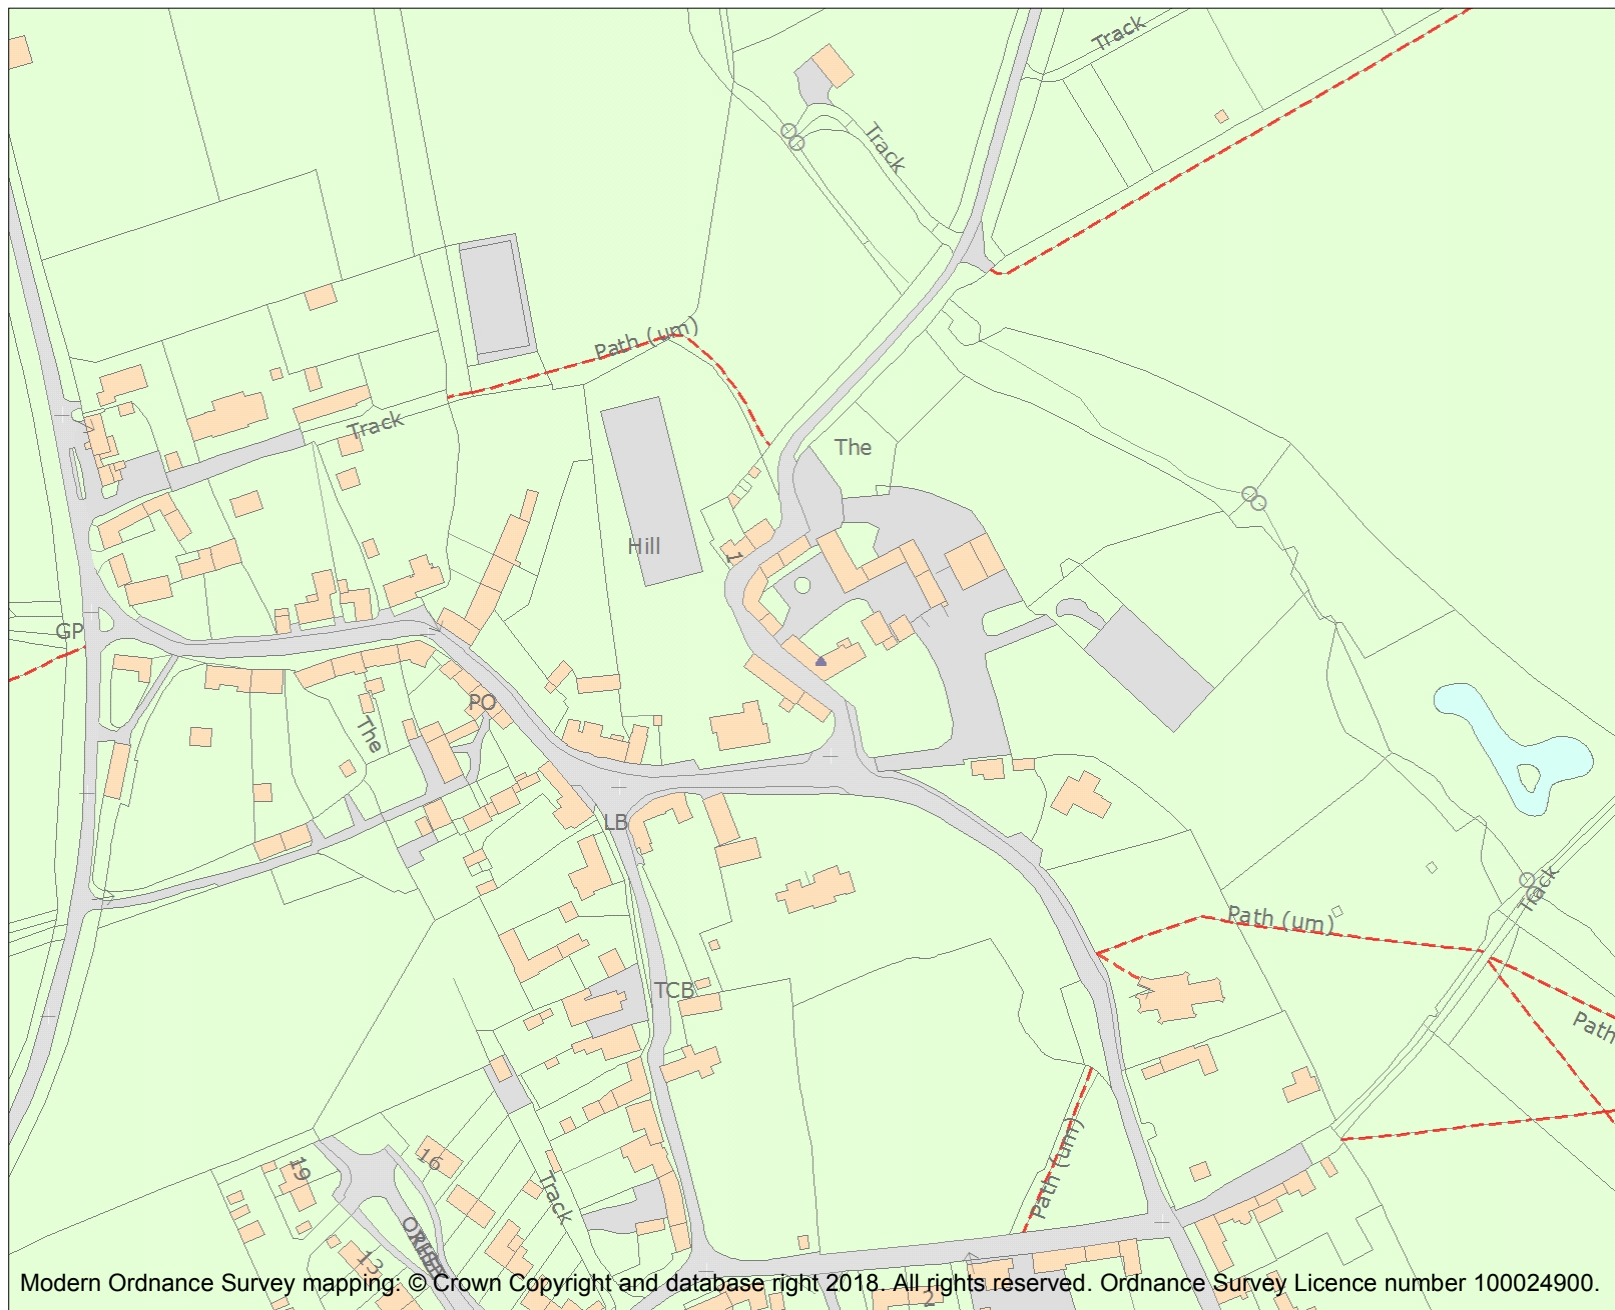 Track
Track
Path (um)
Track
The
Hill
1
GP
PO
The
LB
Track
Path (um)
TCB
Path
Path (um)
19
16
Track
13
2
Modern Ordnance Survey mapping: © Crown Copyright and database right 2018. All rights reserved. Ordnance Survey Licence number 100024900.